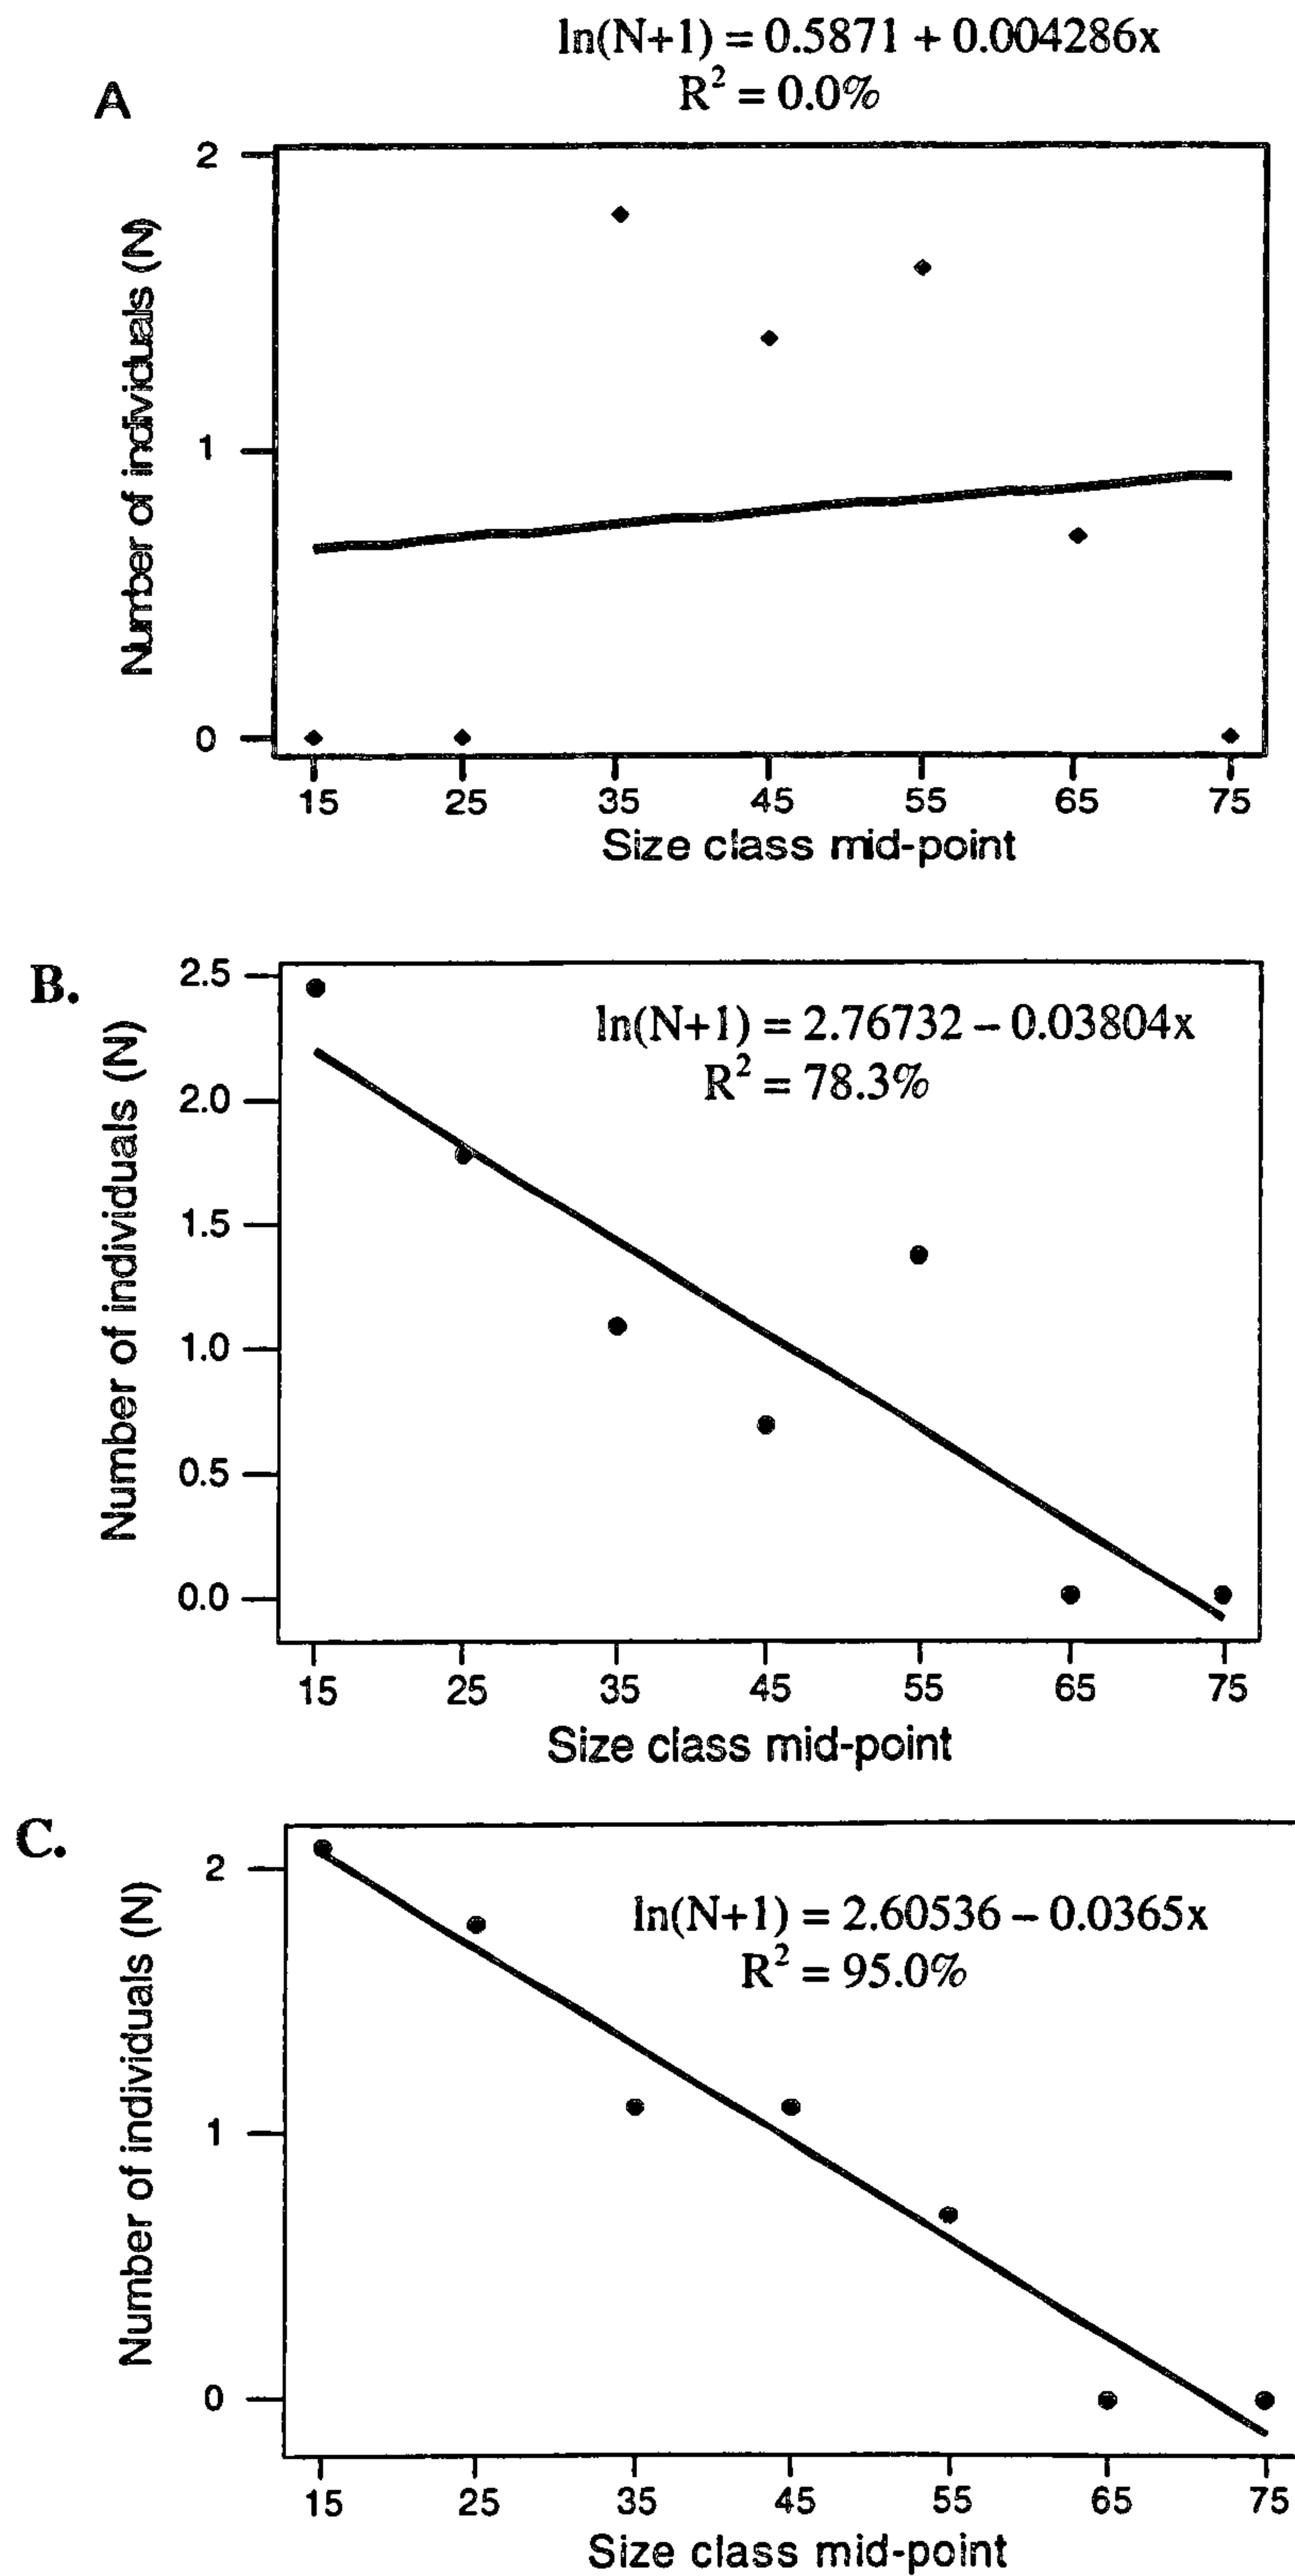 ln(N+1) = 0.5871 + 0.004286x
R² = 0.0%
A
Number of individuals (N)
2
1
0
15 25 35 45 55 65 75
Size class mid-point
B.
Number of individuals (N)
2.5
2.0
1.5
1.0
0.5
0.0
ln(N+1) = 2.76732 – 0.03804x
R² = 78.3%
15 25 35 45 55 65 75
Size class mid-point
C.
Number of individuals (N)
2
1
0
ln(N+1) = 2.60536 – 0.0365x
R² = 95.0%
15 25 35 45 55 65 75
Size class mid-point